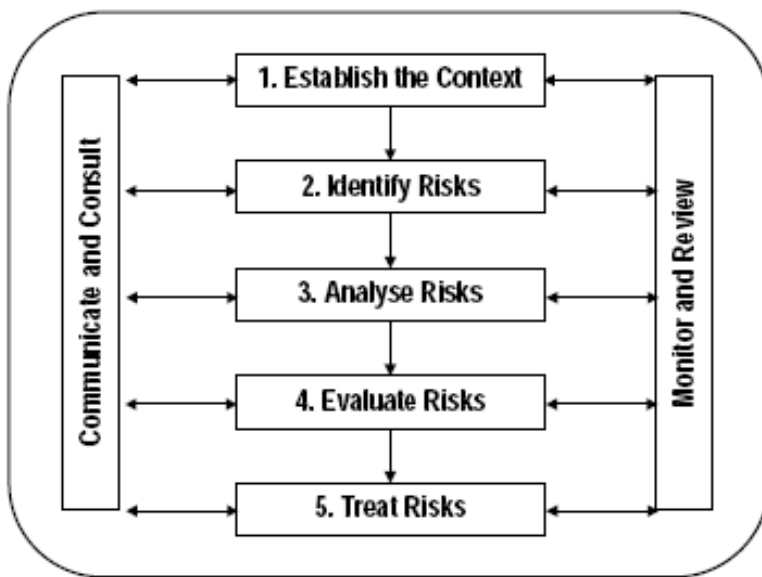 1. Establish the Context
2. Identify Risks
3. Analyse Risks
4. Evaluate Risks
5. Treat Risks
Communicate and Consult
Monitor and Review